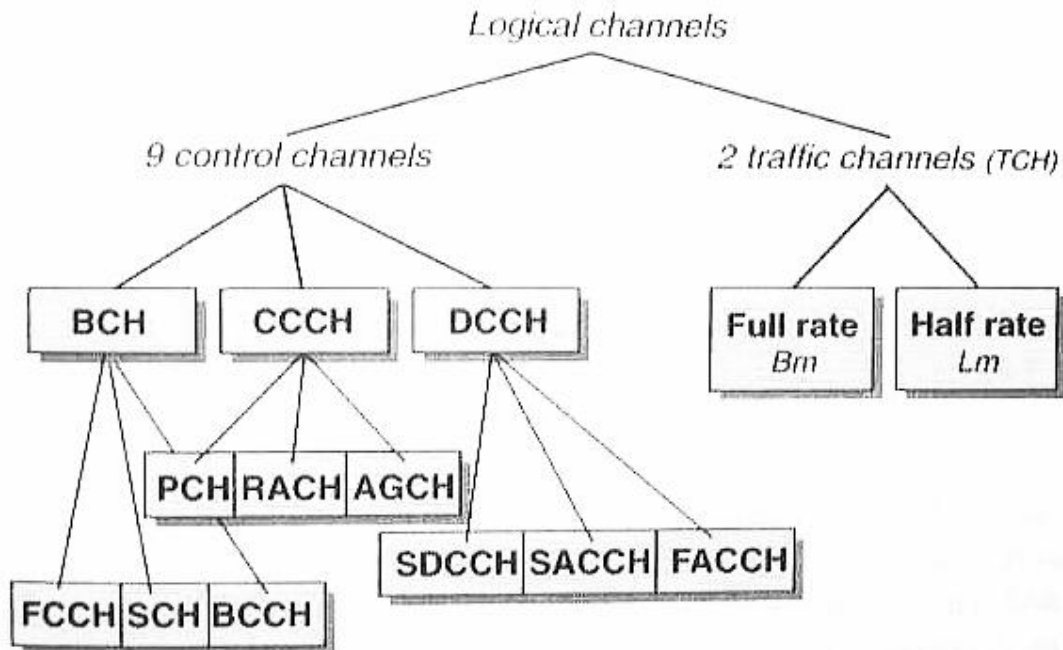 Logical channels
9 control channels
2 traffic channels (TCH)
BCH
CCCH
DCCH
Full rate
Bm
Half rate
Lm
PCH
RACH
AGCH
SDCCH
SACCH
FACCH
FCCH
SCH
BCCH